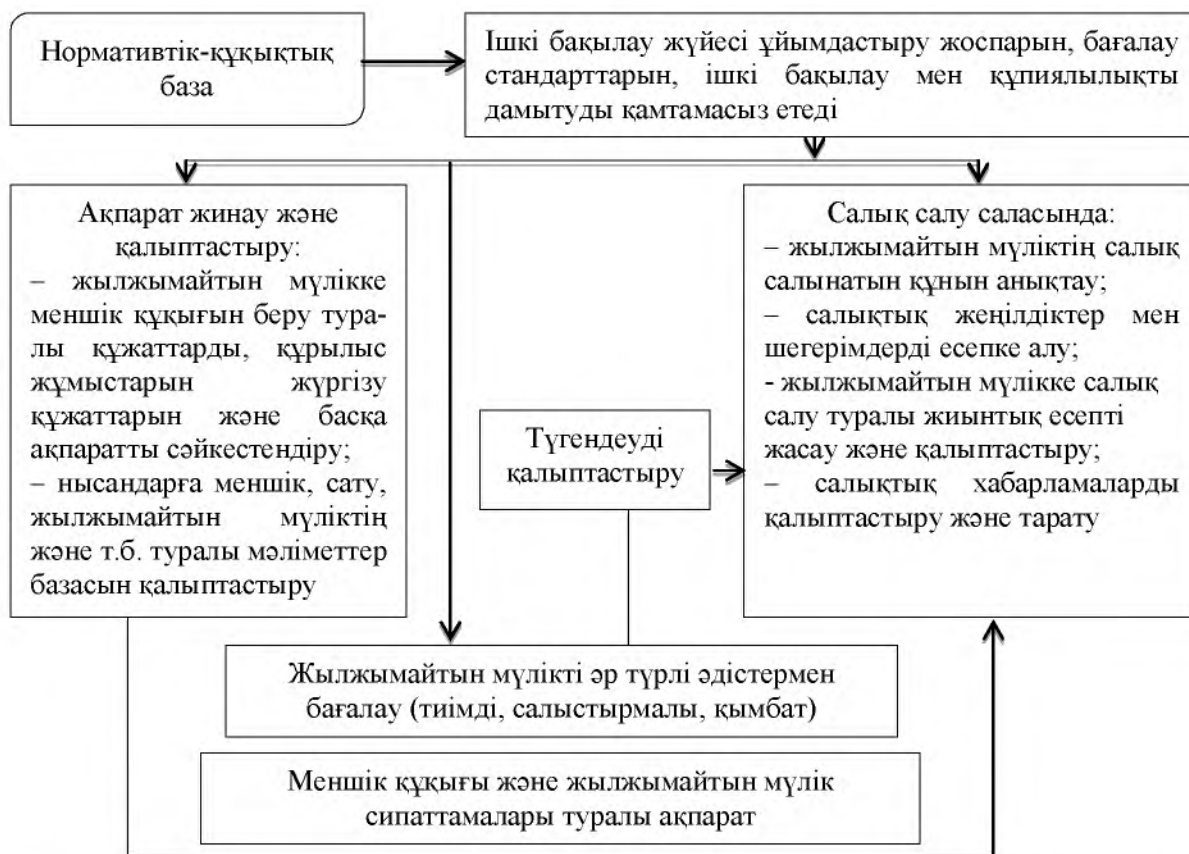 Нормативтік-құқықтық
база
Ішкі бақылау жүйесі ұйымдастыру жоспарын, бағалау
стандарттарын, ішкі бақылау мен құпиялылықты
дамытуды қамтамасыз етеді
Ақпарат жинау және
қалыптастыру:
– жылжымайтын мүлікке
меншік құқығын беру тура-
лы құжаттарды, құрылыс
жұмыстарын жүргізу
құжаттарын және басқа
ақпаратты сәйкестендіру;
– нысандарға меншік, сату,
жылжымайтын мүліктің
және т.б. туралы мәліметтер
базасын қалыптастыру
Түгендеуді
қалыптастыру
Салық салу саласында:
– жылжымайтын мүліктің салық
салынатын құнын анықтау;
– салықтық жеңілдіктер мен
шегерімдерді есепке алу;
- жылжымайтын мүлікке салық
салу туралы жиынтық есепті
жасау және қалыптастыру;
– салықтық хабарламаларды
қалыптастыру және тарату
Жылжымайтын мүлікті әр түрлі әдістермен
бағалау (тиімді, салыстырмалы, қымбат)
Меншік құқығы және жылжымайтын мүлік
сипаттамалары туралы ақпарат